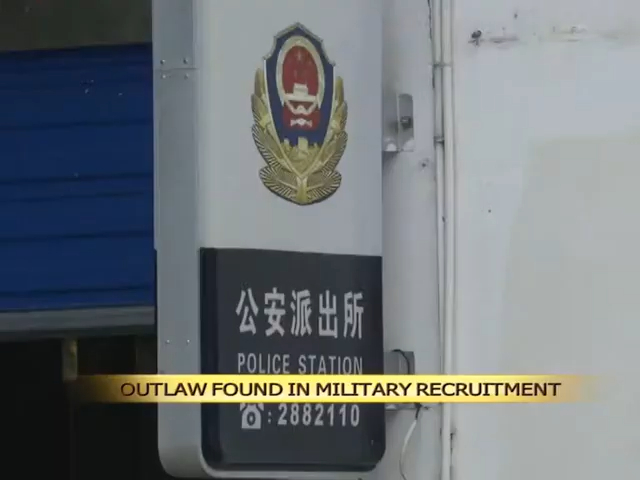 公安派出所
POLICE STATION
OUTLAW FOUND IN MILITARY RECRUITMENT
☎:2882110